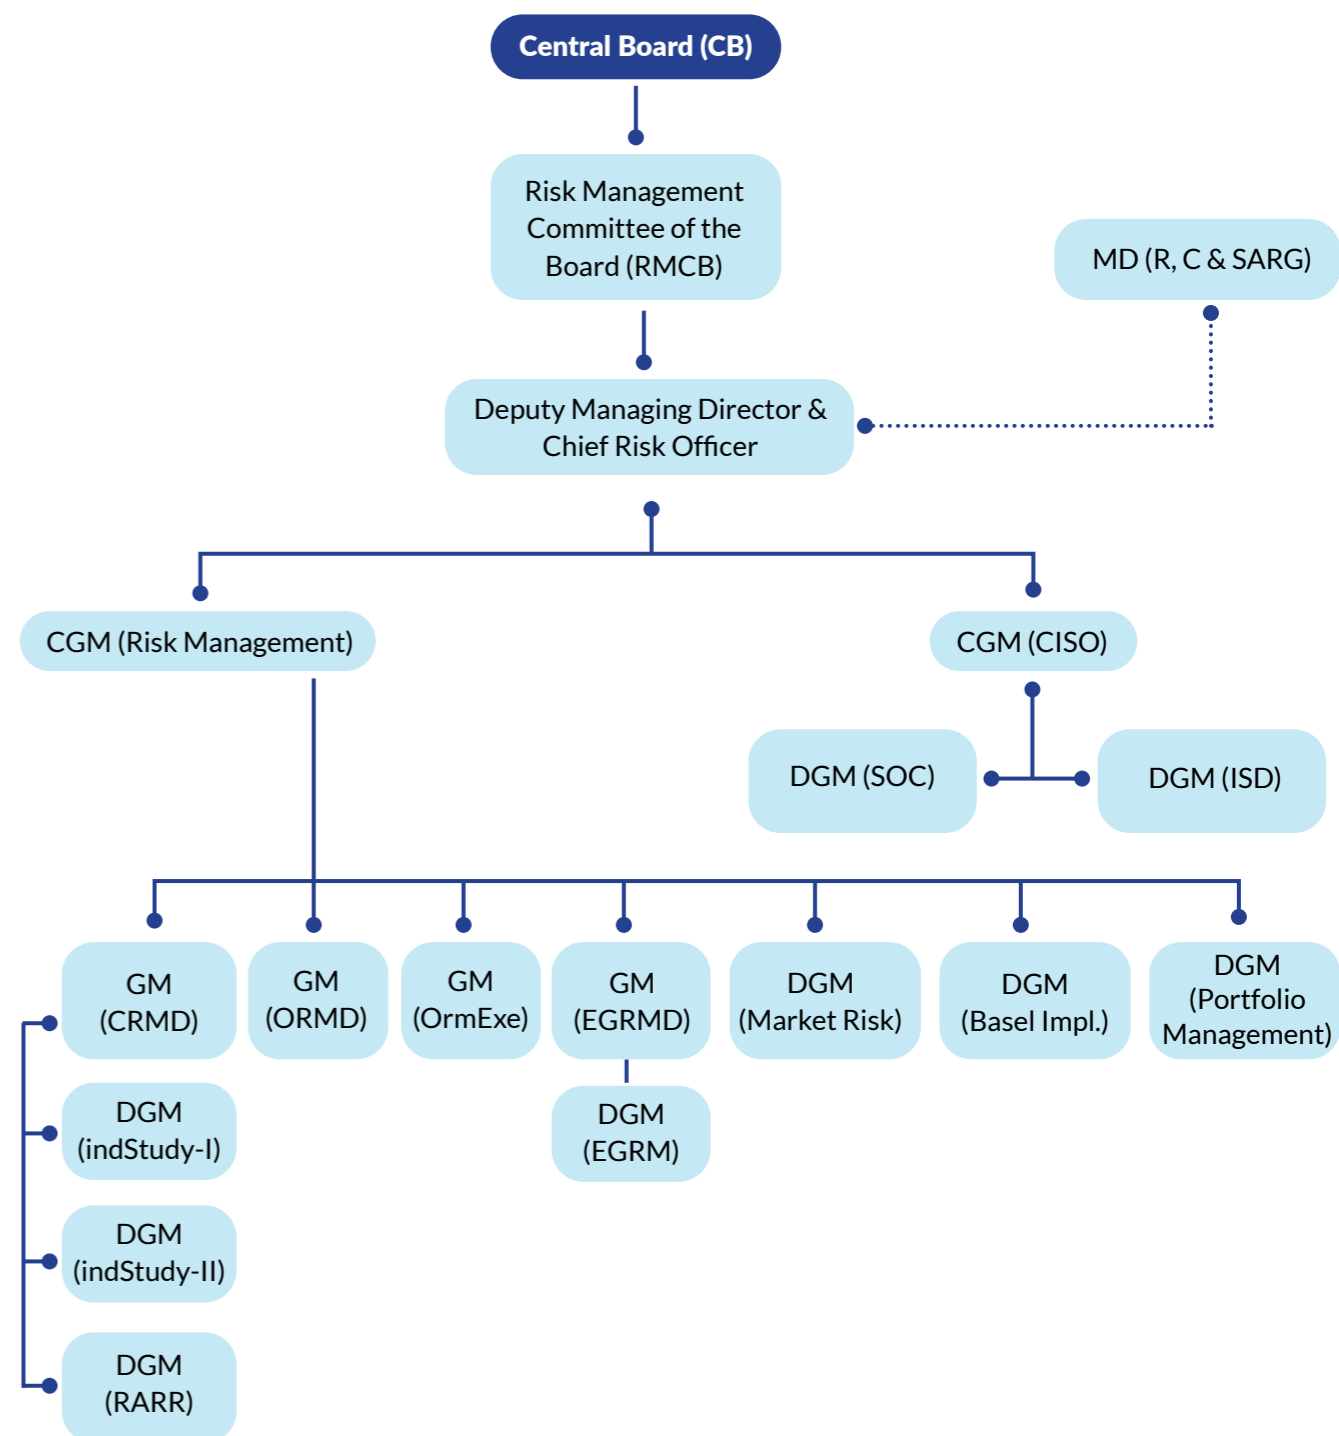 Central Board (CB)
Risk Management
Committee of the
Board (RMCB)
MD (R, C & SARG)
Deputy Managing Director &
Chief Risk Officer
CGM (Risk Management)
CGM (CISO)
DGM (SOC)
DGM (ISD)
GM
(CRMD)
GM
(ORMD)
GM
(OrmExe)
GM
(EGRMD)
DGM
(Market Risk)
DGM
(Basel Impl.)
DGM
(Portfolio
Management)
DGM
(indStudy-I)
DGM
(EGRM)
DGM
(indStudy-II)
DGM
(RARR)